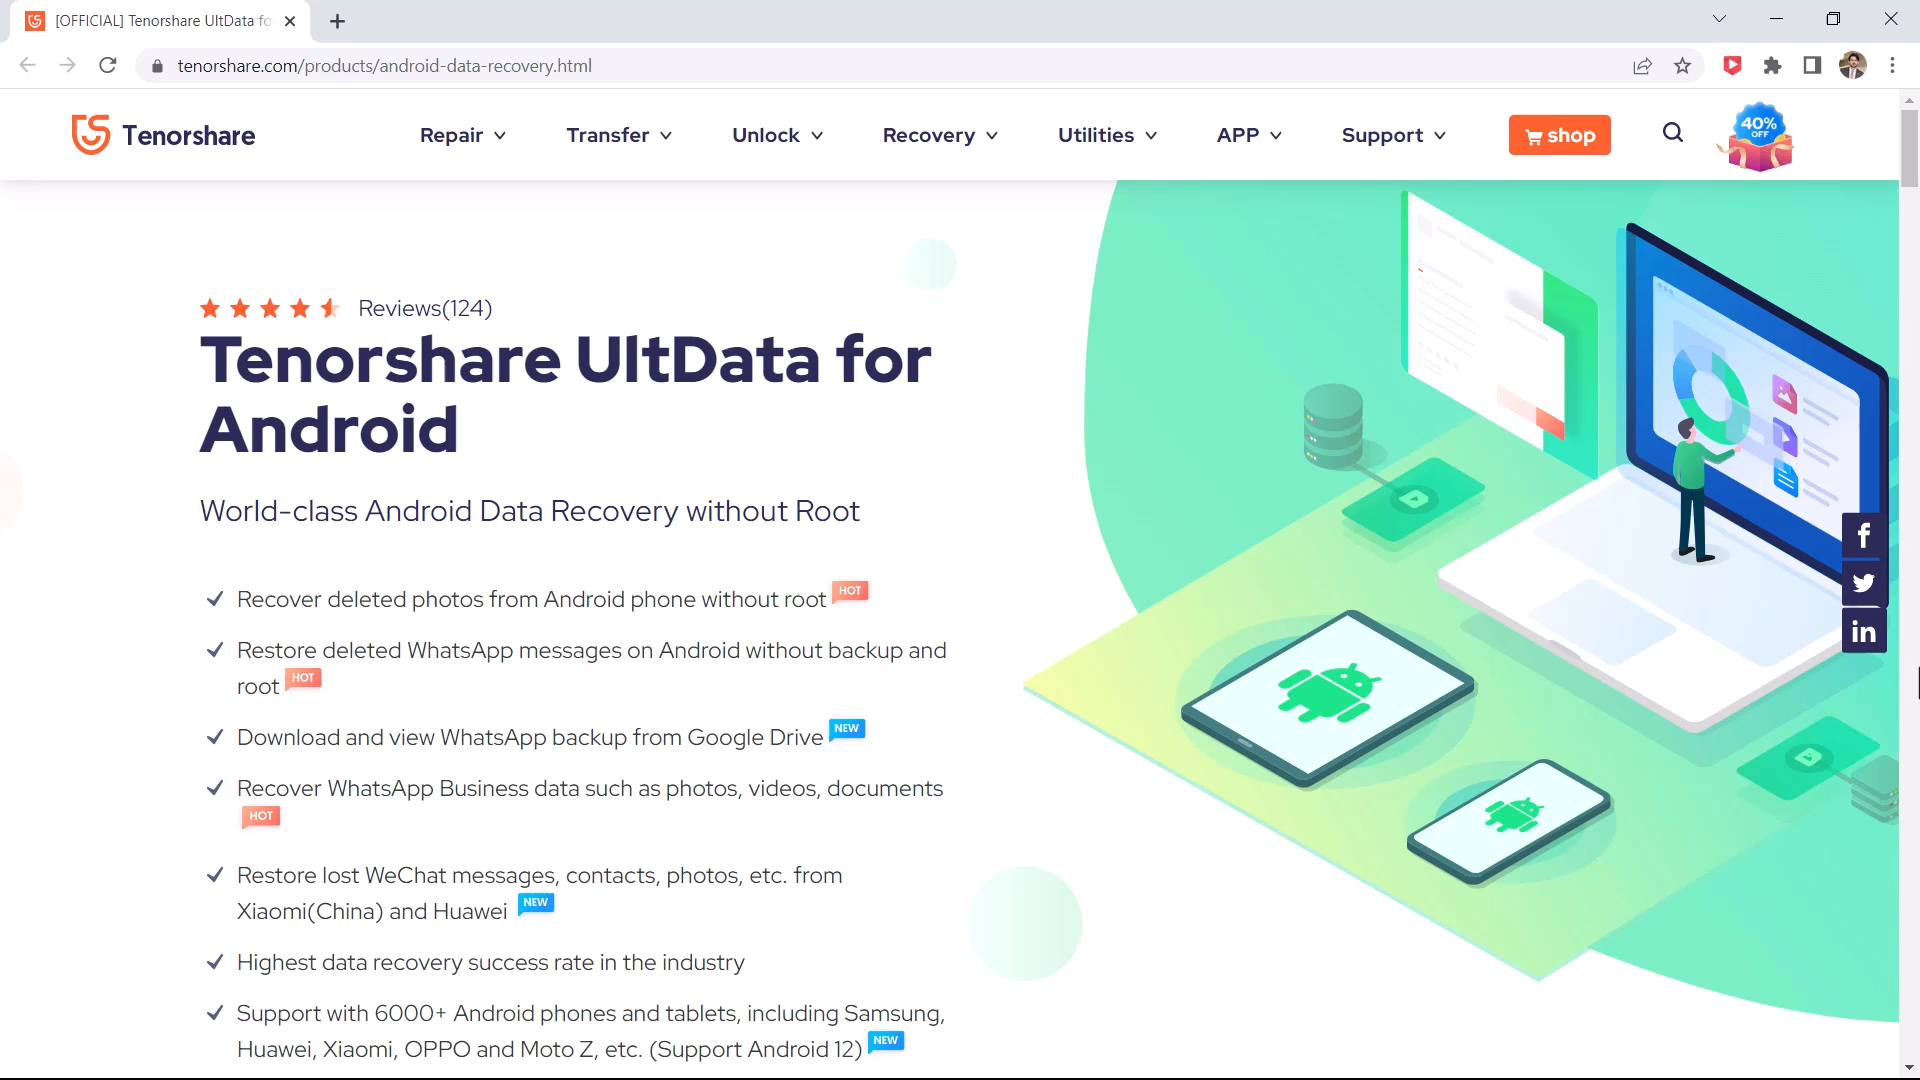 [OFFICIAL] Tenorshare UltData fo
tenorshare.com/products/android-data-recovery.html
Tenorshare
Repair
Transfer
Unlock
Recovery
Utilities
APP
Support
shop
40%
OFF
Reviews(124)
Tenorshare UltData for
Android
World-class Android Data Recovery without Root
Recover deleted photos from Android phone without root HOT
Restore deleted WhatsApp messages on Android without backup and
root HOT
Download and view WhatsApp backup from Google Drive NEW
Recover WhatsApp Business data such as photos, videos, documents
HOT
Restore lost WeChat messages, contacts, photos, etc. from
Xiaomi(China) and Huawei NEW
Highest data recovery success rate in the industry
Support with 6000+ Android phones and tablets, including Samsung,
Huawei, Xiaomi, OPPO and Moto Z, etc. (Support Android 12) NEW
f
in